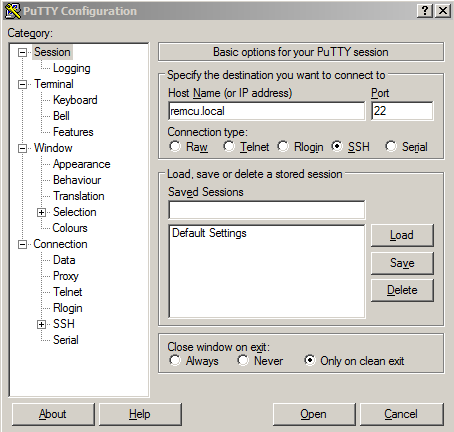 PuTTY Configuration
Category:
Session
Logging
Terminal
Keyboard
Bell
Features
Window
Appearance
Behaviour
Translation
Selection
Colours
Connection
Data
Proxy
Telnet
Rlogin
SSH
Serial
Basic options for your PuTTY session
Specify the destination you want to connect to
Host Name (or IP address) Port
remcu.local 22
Connection type:
Raw Telnet Rlogin SSH Serial
Load, save or delete a stored session
Saved Sessions
Default Settings
Load
Save
Delete
Close window on exit:
Always Never Only on clean exit
About Help Open Cancel